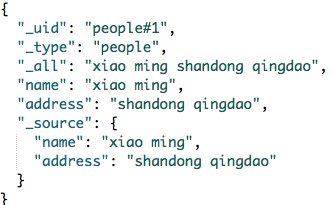 {
  "_uid": "people#1",
  "_type": "people",
  "_all": "xiao ming shandong qingdao",
  "name": "xiao ming",
  "address": "shandong qingdao",
  "_source": {
    "name": "xiao ming",
    "address": "shandong qingdao"
  }
}